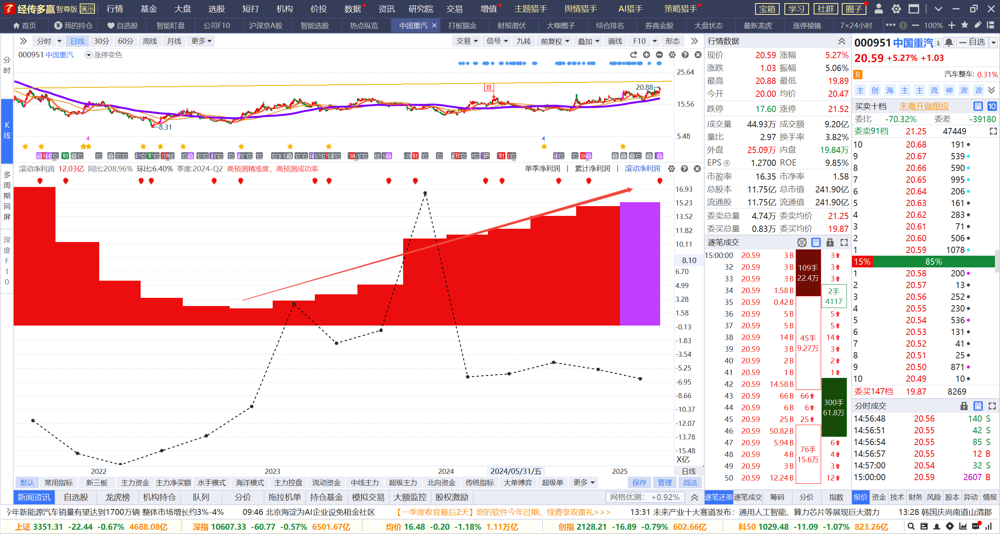 经传多赢 智尊版 演示 行情 基金 大盘 选股 短打 机构 价投 数据 资讯 研究院 交易 增值 主题猎手 舆情猎手 AI猎手 策略猎手 宝箱 学习 社群 圈子
首页 我的持仓 自选股 智能盯盘 公司F10 沪深京A股 智能选股 热点纵览 中国重汽 打板掘金 财报潜伏 大咖圈子 综合排名 券商金股 大盘状态 最新龙虎 涨停棱镜 7×24小时 100%
分时 日线 30分 60分 周线 月线 更多 交易 信号 九转 前复权 叠加 画线 F10 形态
分时
K线
多周期同屏
深度F10
000951 中国重汽 涨停变色
25.64
20.88
自
15.56
8.31
5.48
滚动净利润 12.03亿 同比:208.96% 环比:6.40% 季度:2024-Q2 高预测精准度，高预测成功率 单季净利润 累计净利润 滚动净利润
16.93
15.23
13.52
11.82
10.11
8.10
6.70
4.99
3.28
1.58
-0.13
-1.83
-3.54
-5.25
-6.95
-8.66
-10.37
-12.07
-13.78
-15.48
X亿
2022 2023 2024 2024/05/31/五 2025 日线
默认 常用指标 新三板 主力资金 主力净买额 水手模式 海洋模式 主力控盘 流动资金 中线主力 超级主力 北向资金 传统指标 大单博弈 超级单 更多 保存 管理 战法
新闻资讯 自选股 龙虎榜 机构持仓 队列 分价 拖拉机单 持仓基金 模拟交易 大额监控 股权激励 网格优测： +0.92%
行情数据
现价 20.59 涨幅 5.27%
涨跌 1.03 振幅 5.06%
最高 20.88 最低 19.89
今开 20.00 均价 20.47
跌停 17.60 涨停 21.52
成交量 44.93万 成交额 9.20亿
量比 2.97 换手率 3.82%
外盘 25.09万 内盘 19.84万
EPS ④ 1.2700 ROE 9.85%
市盈率 16.35 市净率 1.58
总股本 11.75亿 总市值 241.90亿
流通股 11.75亿 流通值 241.90亿
委卖总量 4.74万 委卖均价 21.25
委买总量 0.83万 委买均价 19.87
逐笔成交 单 量
15:00:00 20.59 3 B 3
32 20.59 3 B 3
33 20.59 3 B 3
34 20.59 1.58 B
35 20.59 0.42 B
36 20.59 5 B 5
37 20.59 5 B 5
38 20.59 14 B 14
39 20.59 3 B 3
40 20.59 2 B 2
41 20.59 1 B 1
42 20.59 14.58 B
43 20.59 66 B 66
44 20.59 6 B 6
45 20.59 25 B 25
46 20.59 50.82 B
47 20.59 5.94 B 6
48 20.59 4 B 4
49 20.59 3 B 3
50 20.59 12.24 B 12
109手
22.4万
2手
4117
45手
9.27万
300手
61.8万
76手
15.6万
逐笔还原 逐笔成交 筹码 分价 指数
000951 中国重汽 自选
20.59 +5.27% +1.03
R 汽车整车: 0.31%
主 创 海 主 主 流 神 波 波
买卖十档 来粤开做跟投 量 10
委比 -70.32% 委差 -39180
委卖91档 21.25 47449
10 20.68 191
9 20.67 539
8 20.66 590
7 20.65 995
6 20.64 206
5 20.63 161
4 20.62 283
3 20.61 71
2 20.60 506
1 20.59 1078
15% 85%
1 20.58 200
2 20.57 13
3 20.56 252
4 20.55 230
5 20.54 536
6 20.53 131
7 20.52 41
8 20.51 25
9 20.50 871
10 20.49 10
委买147档 19.87 8269
分时成交 量
14:56:48 20.56 140 S
14:56:51 20.55 42 S
14:56:54 20.55 85 S
14:56:57 20.55 12 B
14:57:00 20.54 32 S
15:00:00 20.59 2607 B
报价 资金 技术 财务 风险 股本 异动 情报
今年新能源汽车销量有望达到1700万辆 整体市场增长约3%-4% 09:46 北京海淀为AI企业设免租金社区 【一季度收官最后2天】您的软件今年过期，续费享双重礼>>> 13:31 未来产业十大赛道发布：通用人工智能、算力芯片等展现巨大潜力 13:28 韩国庆尚南道山清郡
上证 3351.31 -22.44 -0.67% 4688.08亿 深指 10607.33 -60.77 -0.57% 6501.67亿 均价 16.48 -0.20 -1.18% 1.11万亿 创指 2128.21 -16.89 -0.79% 602.66亿 科50 1029.48 -11.09 -1.07% 823.26亿